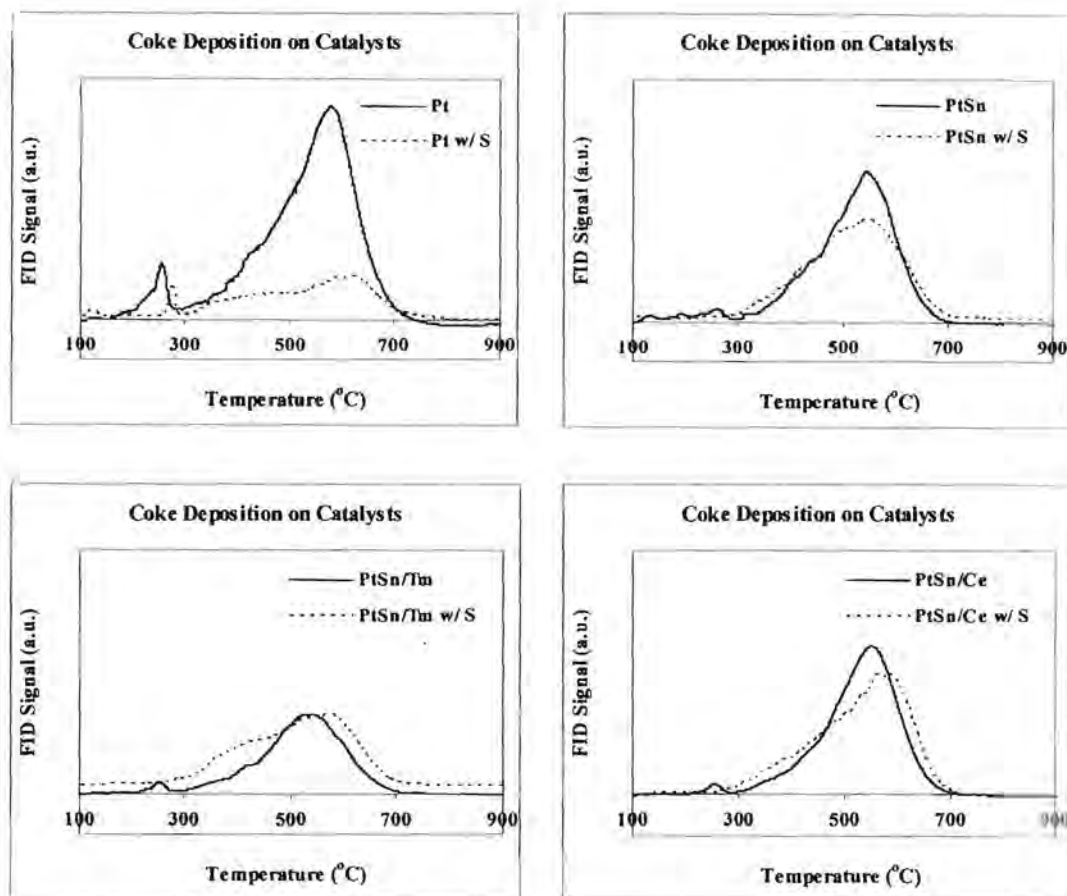 Coke Deposition on Catalysts
Pt
Pt w/ S
FID Signal (a.u.)
100 300 500 700 900
Temperature (°C)
Coke Deposition on Catalysts
PtSn
PtSn w/ S
FID Signal (a.u.)
100 300 500 700 900
Temperature (°C)
Coke Deposition on Catalysts
PtSn/Tm
PtSn/Tm w/ S
FID Signal (a.u.)
100 300 500 700 900
Temperature (°C)
Coke Deposition on Catalysts
PtSn/Ce
PtSn/Ce w/ S
FID Signal (a.u.)
100 300 500 700 900
Temperature (°C)